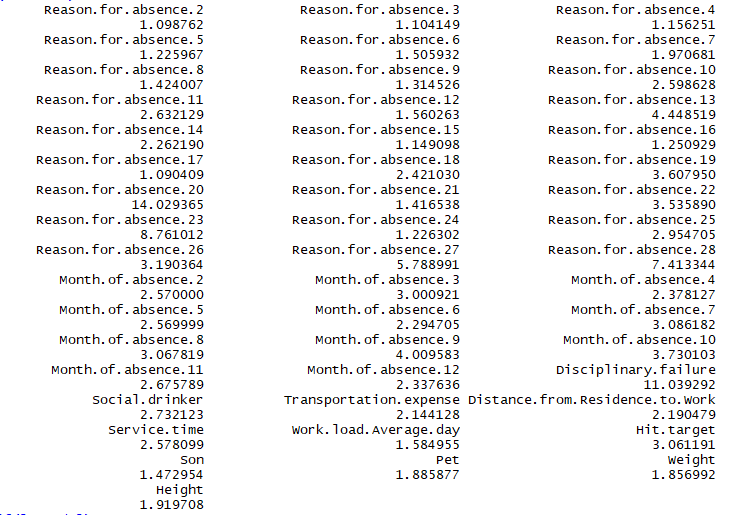 Reason.for.absence.2 Reason.for.absence.3 Reason.for.absence.4
1.098762 1.104149 1.156251
Reason.for.absence.5 Reason.for.absence.6 Reason.for.absence.7
1.225967 1.505932 1.970681
Reason.for.absence.8 Reason.for.absence.9 Reason.for.absence.10
1.424007 1.314526 2.598628
Reason.for.absence.11 Reason.for.absence.12 Reason.for.absence.13
2.632129 1.560263 4.448519
Reason.for.absence.14 Reason.for.absence.15 Reason.for.absence.16
2.262190 1.149098 1.250929
Reason.for.absence.17 Reason.for.absence.18 Reason.for.absence.19
1.090409 2.421030 3.607950
Reason.for.absence.20 Reason.for.absence.21 Reason.for.absence.22
14.029365 1.416538 3.535890
Reason.for.absence.23 Reason.for.absence.24 Reason.for.absence.25
8.761012 1.226302 2.954705
Reason.for.absence.26 Reason.for.absence.27 Reason.for.absence.28
3.190364 5.788991 7.413344
Month.of.absence.2 Month.of.absence.3 Month.of.absence.4
2.570000 3.000921 2.378127
Month.of.absence.5 Month.of.absence.6 Month.of.absence.7
2.569999 2.294705 3.086182
Month.of.absence.8 Month.of.absence.9 Month.of.absence.10
3.067819 4.009583 3.730103
Month.of.absence.11 Month.of.absence.12 Disciplinary.failure
2.675789 2.337636 11.039292
Social.drinker Transportation.expense Distance.from.Residence.to.Work
2.732123 2.144128 2.190479
Service.time Work.load.Average.day Hit.target
2.578099 1.584955 3.061191
Son Pet Weight
1.472954 1.885877 1.856992
Height
1.919708